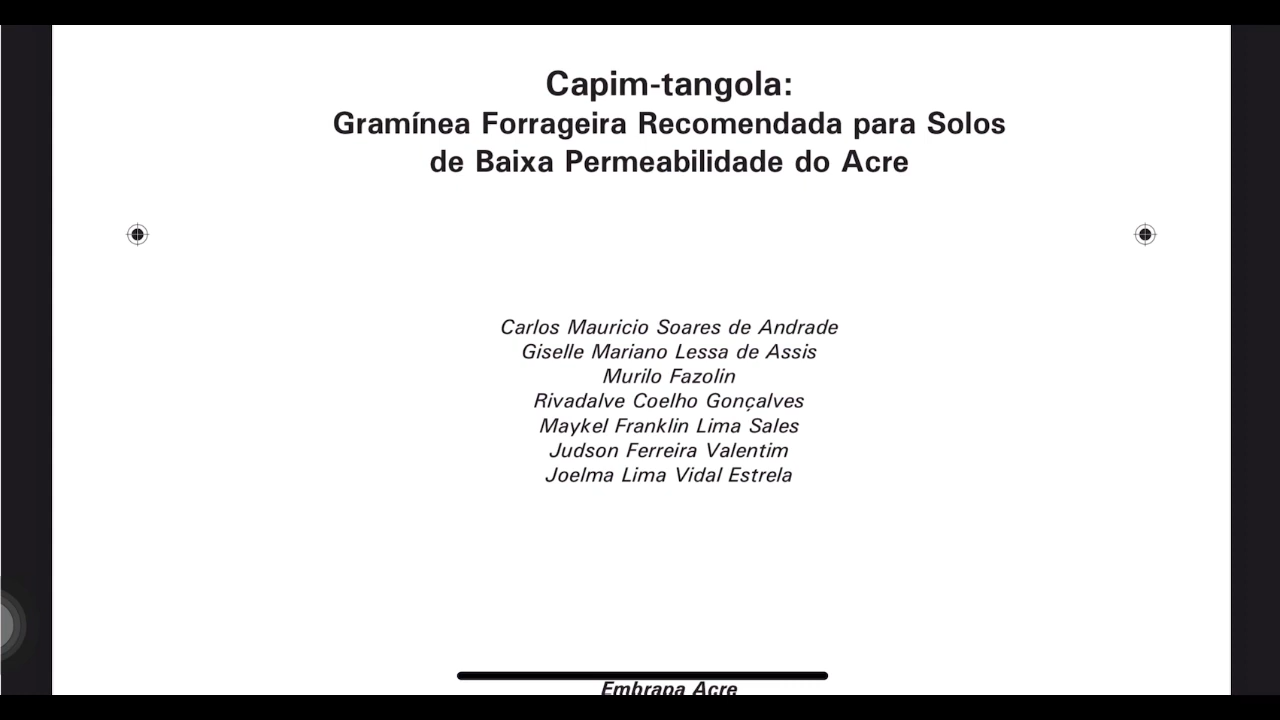 Capim-tangola:
Gramínea Forrageira Recomendada para Solos
de Baixa Permeabilidade do Acre
Carlos Mauricio Soares de Andrade
Giselle Mariano Lessa de Assis
Murilo Fazolin
Rivadalve Coelho Gonçalves
Maykel Franklin Lima Sales
Judson Ferreira Valentim
Joelma Lima Vidal Estrela
Embrapa Acre